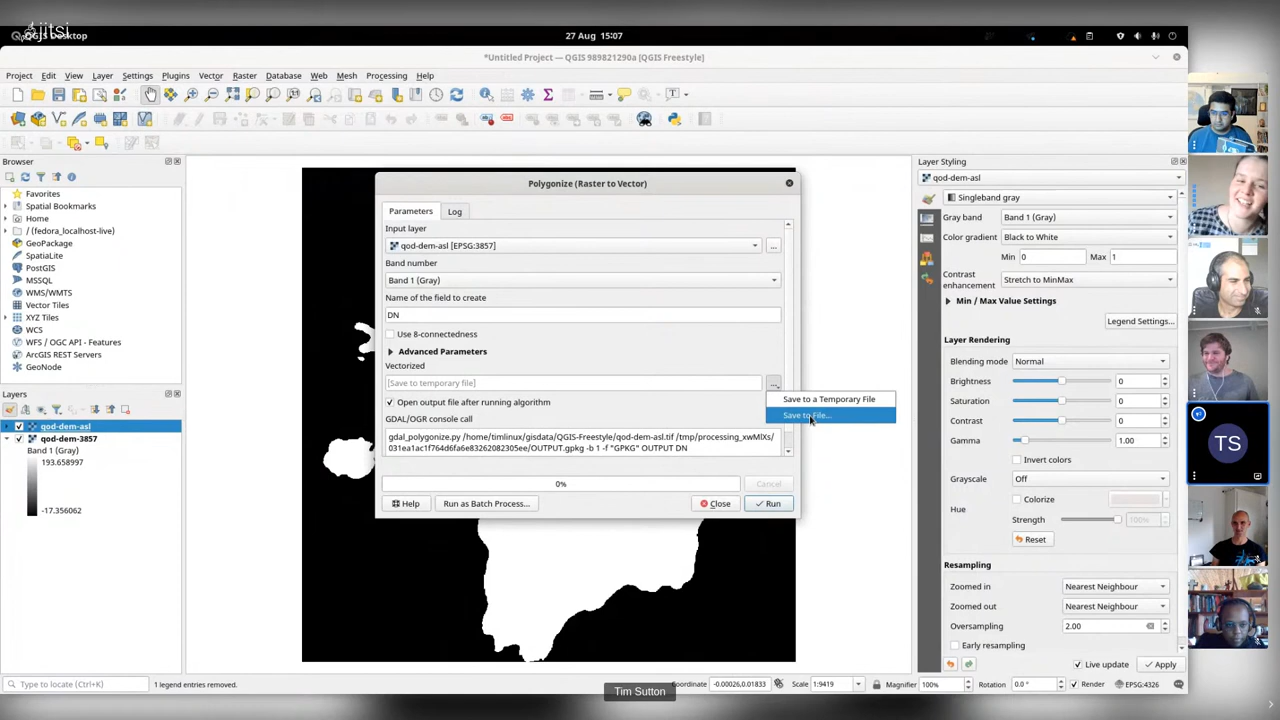 jitsi
QGIS Desktop
27 Aug 15:07
*Untitled Project — QGIS 989821290a [QGIS Freestyle]
Project Edit View Layer Settings Plugins Vector Raster Database Web Mesh Processing Help
Browser
Favorites
Spatial Bookmarks
Home
/ (fedora_localhost-live)
GeoPackage
SpatiaLite
PostGIS
MSSQL
WMS/WMTS
Vector Tiles
XYZ Tiles
WCS
WFS / OGC API - Features
ArcGIS REST Servers
GeoNode
Layers
qod-dem-asl
qod-dem-3857
Band 1 (Gray)
193.658997
-17.356062
Polygonize (Raster to Vector)
Parameters Log
Input layer
qod-dem-asl [EPSG:3857]
...
Band number
Band 1 (Gray)
Name of the field to create
DN
Use 8-connectedness
Advanced Parameters
Vectorized
[Save to temporary file]
...
Save to a Temporary File
Save to File...
Open output file after running algorithm
GDAL/OGR console call
gdal_polygonize.py /home/timlinux/gisdata/QGIS-Freestyle/qod-dem-asl.tif /tmp/processing_xwMlXs/
031ea1ac1f764d6fa6e83262082305ee/OUTPUT.gpkg -b 1 -f "GPKG" OUTPUT DN
0%
Cancel
Help Run as Batch Process... Close Run
Layer Styling
qod-dem-asl
Singleband gray
Gray band Band 1 (Gray)
Color gradient Black to White
Min 0 Max 1
Contrast
enhancement Stretch to MinMax
Min / Max Value Settings
Legend Settings...
Layer Rendering
Blending mode Normal
Brightness 0
Saturation 0
Contrast 0
Gamma 1.00
Invert colors
Grayscale Off
Hue Colorize
Strength 100%
Reset
Resampling
Zoomed in Nearest Neighbour
Zoomed out Nearest Neighbour
Oversampling 2.00
Early resampling
Live update Apply
TS
Type to locate (Ctrl+K) 1 legend entries removed. Coordinate -0.00026,0.01833 Scale 1:9419 Magnifier 100% Rotation 0.0 ° Render EPSG:4326
Tim Sutton